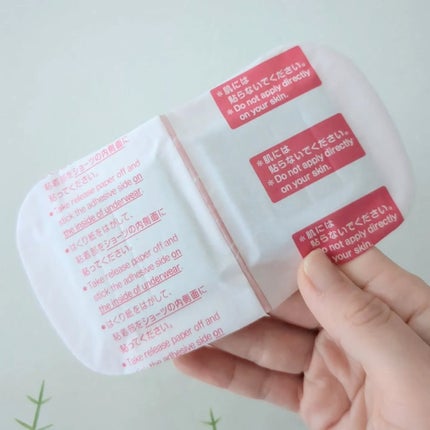 粘着部をショーツの内側面に
貼ってください。
● Take release paper off and
stick the adhesive side on
the inside of underwear.
● はくり紙をはがして、
粘着部をショーツの内側面に
貼ってください。
● Take release paper off and
stick the adhesive side on
the inside of underwear.
● はくり紙をはがして、
粘着部をショーツの内側面に
貼ってください。
● Take release paper off and
stick the adhesive side on
※肌には
貼らないでください。
※Do not apply directly
on your skin.
※肌には
貼らないでください。
※Do not apply directly
on your skin.
※肌には
貼らないでください。
Do not apply directly
your skin.